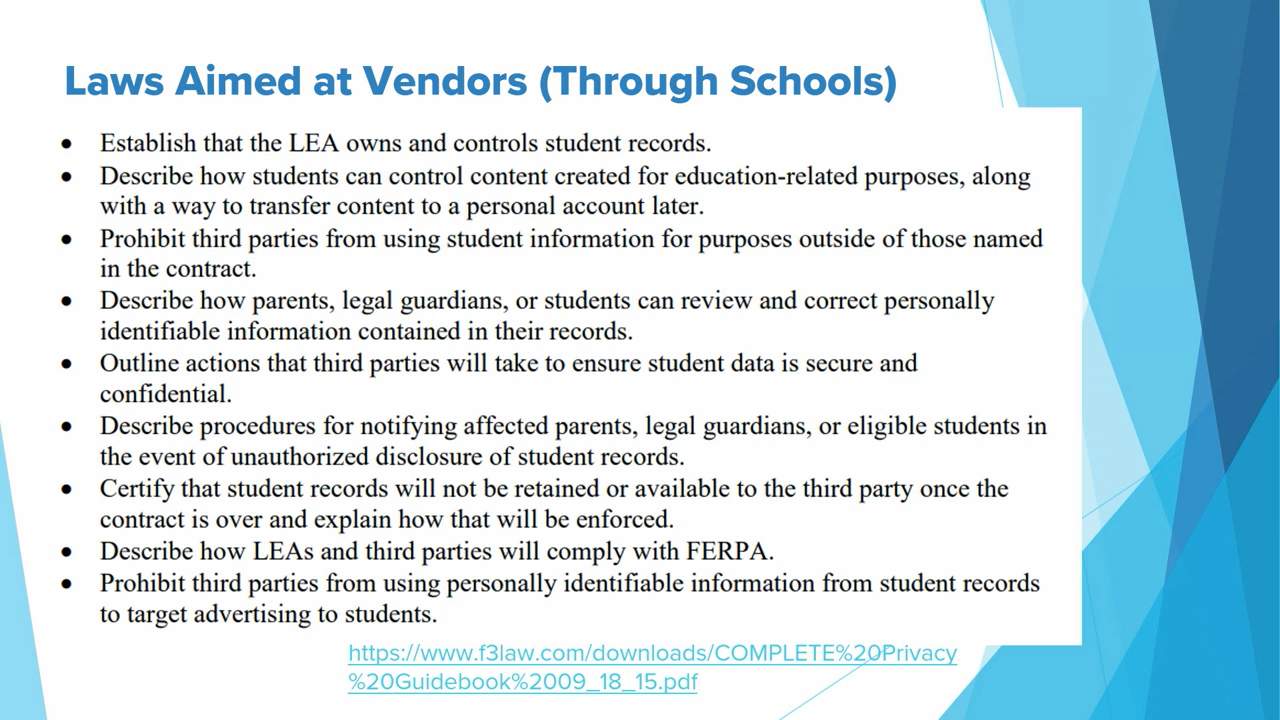 Laws Aimed at Vendors (Through Schools)
• Establish that the LEA owns and controls student records.
• Describe how students can control content created for education-related purposes, along
with a way to transfer content to a personal account later.
• Prohibit third parties from using student information for purposes outside of those named
in the contract.
• Describe how parents, legal guardians, or students can review and correct personally
identifiable information contained in their records.
• Outline actions that third parties will take to ensure student data is secure and
confidential.
• Describe procedures for notifying affected parents, legal guardians, or eligible students in
the event of unauthorized disclosure of student records.
• Certify that student records will not be retained or available to the third party once the
contract is over and explain how that will be enforced.
• Describe how LEAs and third parties will comply with FERPA.
• Prohibit third parties from using personally identifiable information from student records
to target advertising to students.
https://www.f3law.com/downloads/COMPLETE%20Privacy
%20Guidebook%2009_18_15.pdf